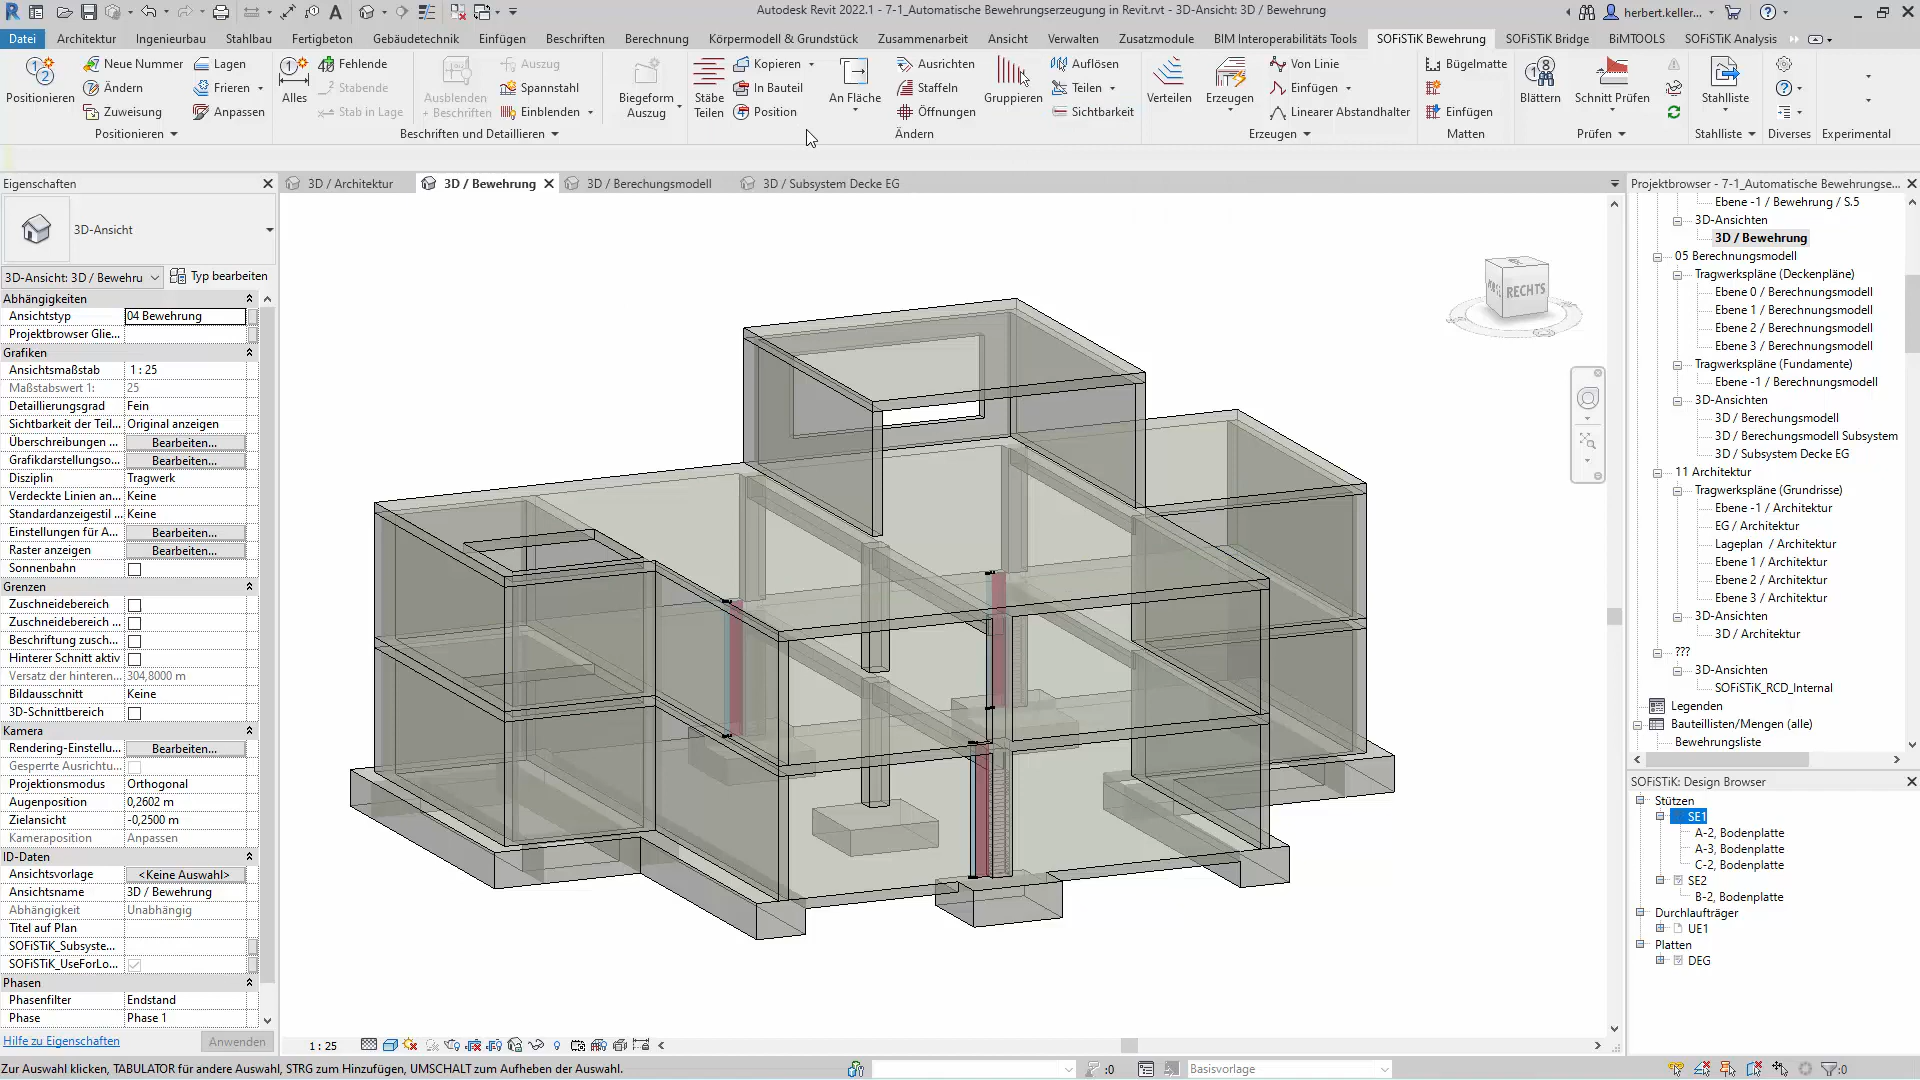 Autodesk Revit 2022.1 - 7-1_Automatische Bewehrungserzeugung in Revit.rvt - 3D-Ansicht: 3D / Bewehrung
herbert.keller...
Datei Architektur Ingenieurbau Stahlbau Fertigbeton Gebäudetechnik Einfügen Beschriften Berechnung Körpermodell & Grundstück Zusammenarbeit Ansicht Verwalten Zusatzmodule BIM Interoperabilitäts Tools SOFiSTiK Bewehrung SOFiSTiK Bridge BiMTOOLS SOFiSTiK Analysis
Neue Nummer Lagen Fehlende Auszug Kopieren Ausrichten Auflösen Von Linie Bügelmatte
Ändern Frieren Stabende Spannstahl In Bauteil Staffeln Teilen Einfügen
Positionieren Alles Ausblenden + Beschriften Biegeform Auszug Stäbe Teilen An Fläche Gruppieren Verteilen Erzeugen Blättern Schnitt Prüfen Stahlliste
Zuweisung Anpassen Stab in Lage Einblenden Position Öffnungen Sichtbarkeit Linearer Abstandhalter Einfügen
Positionieren Beschriften und Detaillieren Ändern Erzeugen Matten Prüfen Stahlliste Diverses Experimental
Eigenschaften
3D / Architektur 3D / Bewehrung 3D / Berechungsmodell 3D / Subsystem Decke EG
3D-Ansicht
3D-Ansicht: 3D / Bewehru Typ bearbeiten
Abhängigkeiten
Ansichtstyp 04 Bewehrung
Projektbrowser Glie...
Grafiken
Ansichtsmaßstab 1 : 25
Maßstabswert 1: 25
Detaillierungsgrad Fein
Sichtbarkeit der Teil... Original anzeigen
Überschreibungen ... Bearbeiten...
Grafikdarstellungso... Bearbeiten...
Disziplin Tragwerk
Verdeckte Linien an... Keine
Standardanzeigestil ... Keine
Einstellungen für A... Bearbeiten...
Raster anzeigen Bearbeiten...
Sonnenbahn
Grenzen
Zuschneidebereich
Zuschneidebereich ...
Beschriftung zusch...
Hinterer Schnitt aktiv
Versatz der hinteren... 304,8000 m
Bildausschnitt Keine
3D-Schnittbereich
Kamera
Rendering-Einstellu... Bearbeiten...
Gesperrte Ausrichtu...
Projektionsmodus Orthogonal
Augenposition 0,2602 m
Zielansicht -0,2500 m
Kameraposition Anpassen
ID-Daten
Ansichtsvorlage <Keine Auswahl>
Ansichtsname 3D / Bewehrung
Abhängigkeit Unabhängig
Titel auf Plan
SOFiSTiK_Subsyste...
SOFiSTiK_UseForLo...
Phasen
Phasenfilter Endstand
Phase Phase 1
Hilfe zu Eigenschaften Anwenden
RECHTS
1 : 25
Projektbrowser - 7-1_Automatische Bewehrungse...
Ebene -1 / Bewehrung / S.5
3D-Ansichten
3D / Bewehrung
05 Berechnungsmodell
Tragwerkspläne (Deckenpläne)
Ebene 0 / Berechnungsmodell
Ebene 1 / Berechnungsmodell
Ebene 2 / Berechnungsmodell
Ebene 3 / Berechnungsmodell
Tragwerkspläne (Fundamente)
Ebene -1 / Berechnungsmodell
3D-Ansichten
3D / Berechungsmodell
3D / Berechungsmodell Subsystem
3D / Subsystem Decke EG
11 Architektur
Tragwerkspläne (Grundrisse)
Ebene -1 / Architektur
EG / Architektur
Lageplan / Architektur
Ebene 1 / Architektur
Ebene 2 / Architektur
Ebene 3 / Architektur
3D-Ansichten
3D / Architektur
???
3D-Ansichten
SOFiSTiK_RCD_Internal
Legenden
Bauteillisten/Mengen (alle)
Bewehrungsliste
SOFiSTiK: Design Browser
Stützen
SE1
A-2, Bodenplatte
A-3, Bodenplatte
C-2, Bodenplatte
SE2
B-2, Bodenplatte
Durchlaufträger
UE1
Platten
DEG
Zur Auswahl klicken, TABULATOR für andere Auswahl, STRG zum Hinzufügen, UMSCHALT zum Aufheben der Auswahl.
:0 Basisvorlage :0